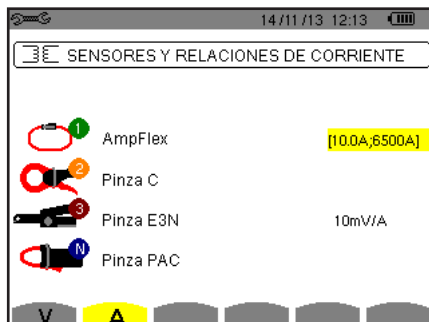 14/11/13 12:13
SENSORES Y RELACIONES DE CORRIENTE
1 AmpFlex [10.0A;6500A]
2 Pinza C
3 Pinza E3N 10mV/A
N Pinza PAC
V A